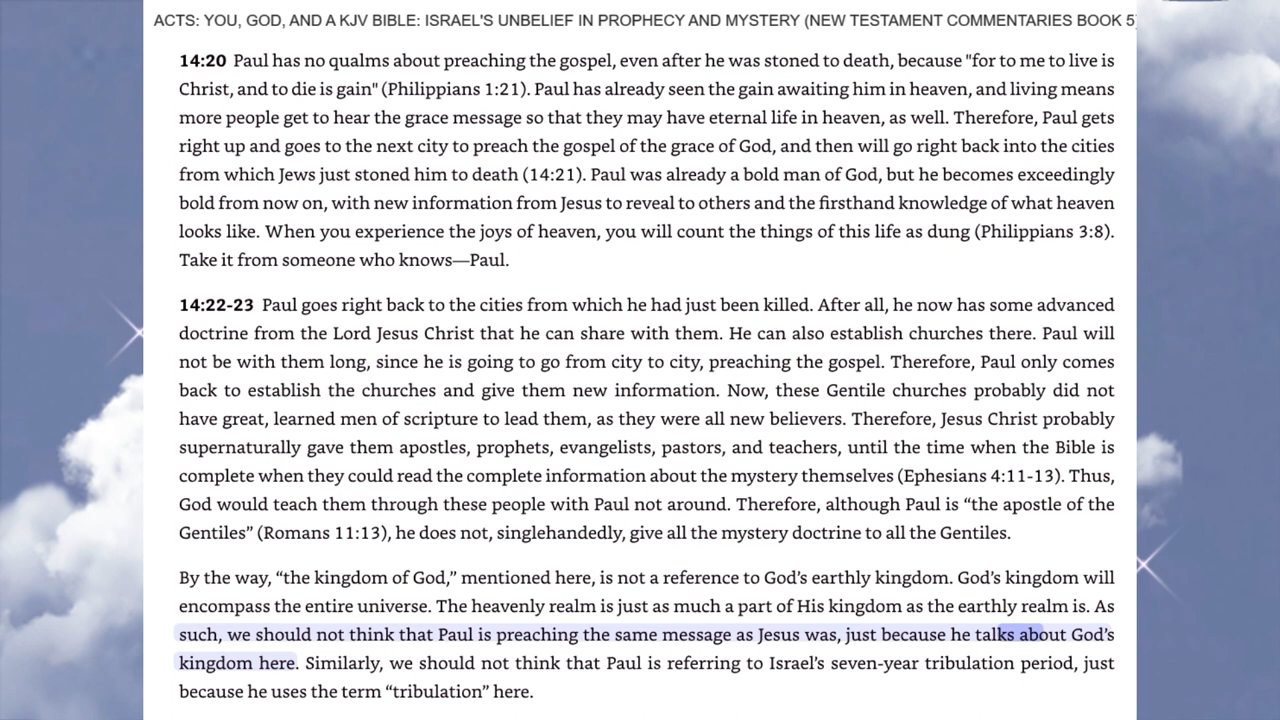 ACTS: YOU, GOD, AND A KJV BIBLE: ISRAEL'S UNBELIEF IN PROPHECY AND MYSTERY (NEW TESTAMENT COMMENTARIES BOOK 5)
14:20 Paul has no qualms about preaching the gospel, even after he was stoned to death, because "for to me to live is
Christ, and to die is gain" (Philippians 1:21). Paul has already seen the gain awaiting him in heaven, and living means
more people get to hear the grace message so that they may have eternal life in heaven, as well. Therefore, Paul gets
right up and goes to the next city to preach the gospel of the grace of God, and then will go right back into the cities
from which Jews just stoned him to death (14:21). Paul was already a bold man of God, but he becomes exceedingly
bold from now on, with new information from Jesus to reveal to others and the firsthand knowledge of what heaven
looks like. When you experience the joys of heaven, you will count the things of this life as dung (Philippians 3:8).
Take it from someone who knows—Paul.
14:22-23 Paul goes right back to the cities from which he had just been killed. After all, he now has some advanced
doctrine from the Lord Jesus Christ that he can share with them. He can also establish churches there. Paul will
not be with them long, since he is going to go from city to city, preaching the gospel. Therefore, Paul only comes
back to establish the churches and give them new information. Now, these Gentile churches probably did not
have great, learned men of scripture to lead them, as they were all new believers. Therefore, Jesus Christ probably
supernaturally gave them apostles, prophets, evangelists, pastors, and teachers, until the time when the Bible is
complete when they could read the complete information about the mystery themselves (Ephesians 4:11-13). Thus,
God would teach them through these people with Paul not around. Therefore, although Paul is “the apostle of the
Gentiles” (Romans 11:13), he does not, singlehandedly, give all the mystery doctrine to all the Gentiles.
By the way, “the kingdom of God,” mentioned here, is not a reference to God’s earthly kingdom. God’s kingdom will
encompass the entire universe. The heavenly realm is just as much a part of His kingdom as the earthly realm is. As
such, we should not think that Paul is preaching the same message as Jesus was, just because he talks about God’s
kingdom here. Similarly, we should not think that Paul is referring to Israel’s seven-year tribulation period, just
because he uses the term “tribulation” here.